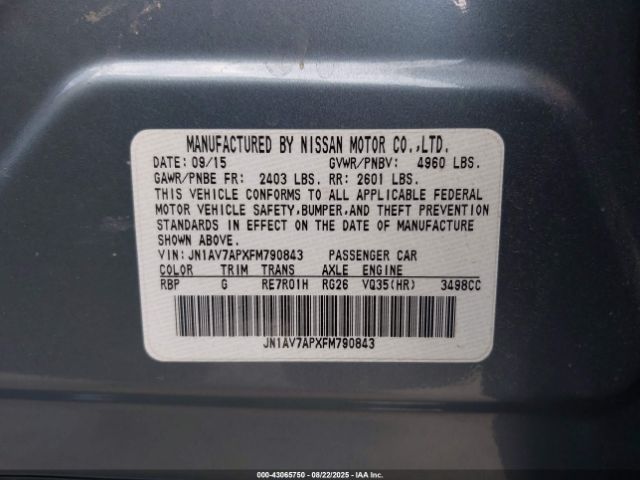 MANUFACTURED BY NISSAN MOTOR CO.,LTD.
DATE: 09/15 GVWR/PNBV: 4960 LBS.
GAWR/PNBE FR: 2403 LBS. RR: 2601 LBS.
THIS VEHICLE CONFORMS TO ALL APPLICABLE FEDERAL
MOTOR VEHICLE SAFETY,BUMPER,AND THEFT PREVENTION
STANDARDS IN EFFECT ON THE DATE OF MANUFACTURE
SHOWN ABOVE.
VIN: JN1AV7APXFM790843 PASSENGER CAR
COLOR TRIM TRANS AXLE ENGINE
RBP G RE7R01H RG26 VQ35(HR) 3498CC
JN1AV7APXFM790843
000-43065750 - 08/22/2025 - IAA Inc.